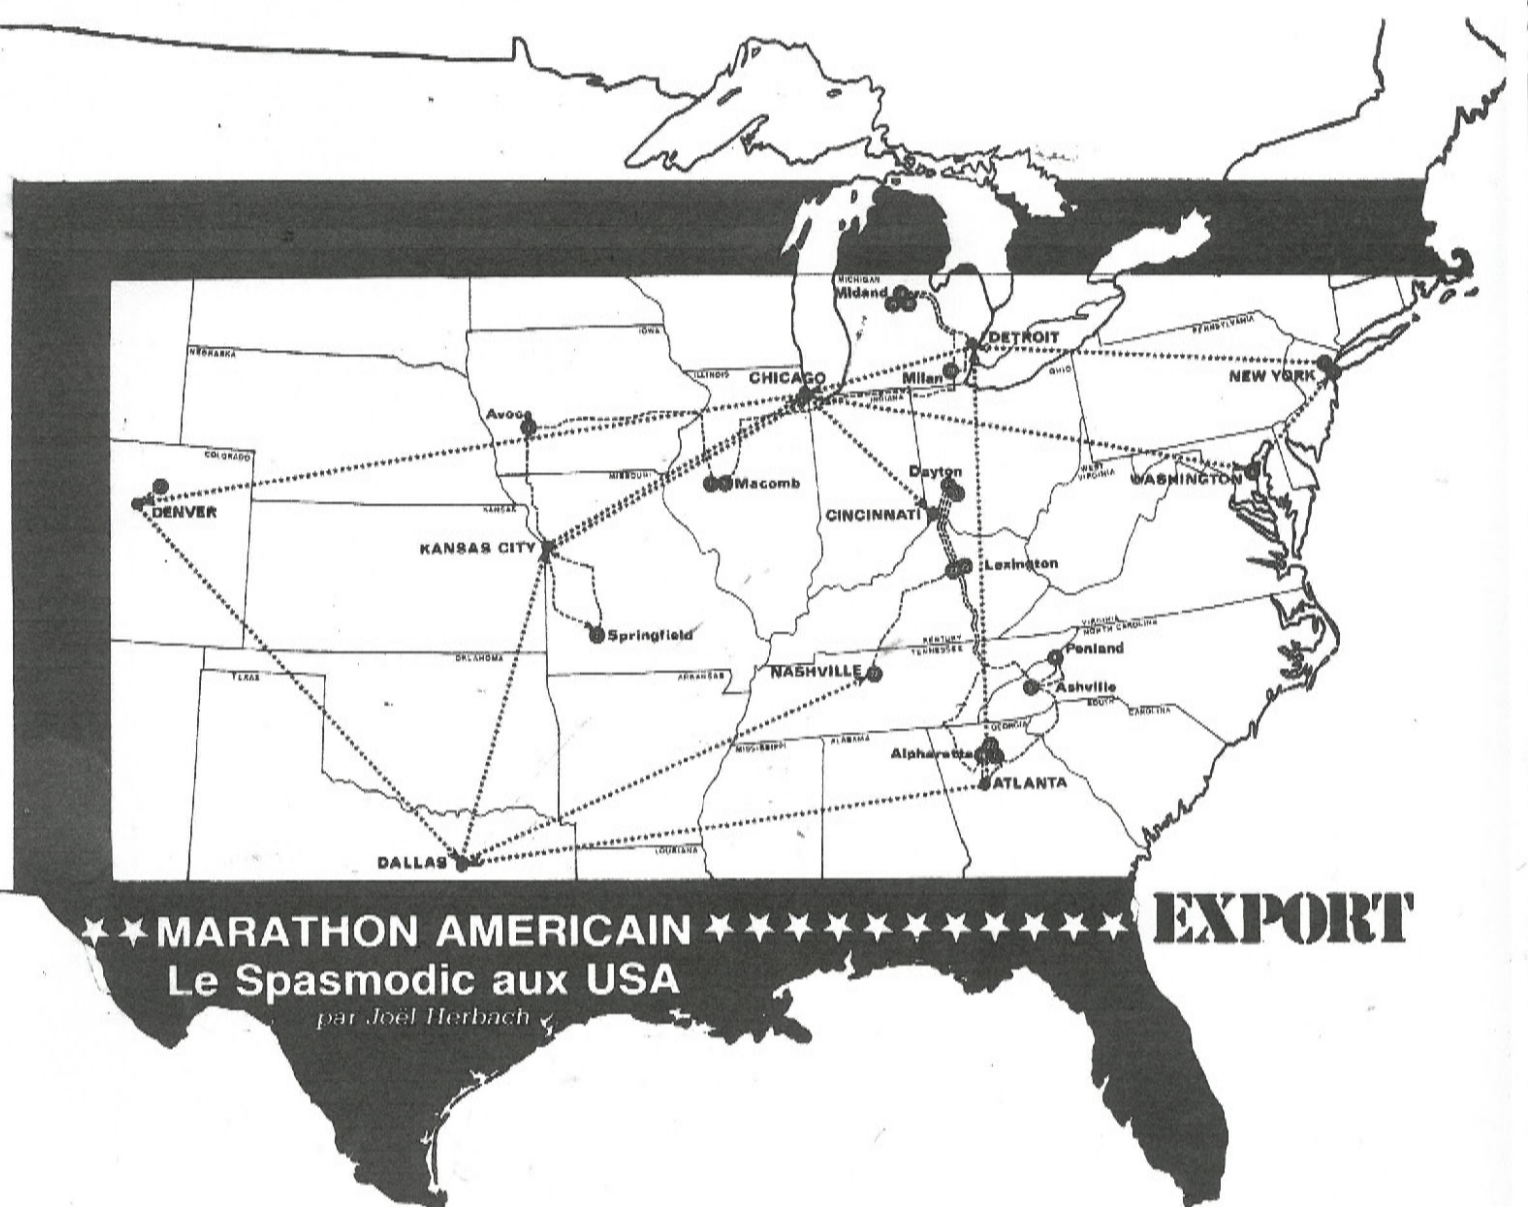 MICHIGAN
Midand
DETROIT
PENNSYLVANIA
IOWA
NEBRASKA
ILLINOIS
CHICAGO
Milan
OHIO
NEW YORK
INDIANA
Avoca
COLORADO
MISSOURI
Macomb
Dayton
WEST
VIRGINIA
WASHINGTON
DENVER
KANSAS
CINCINNATI
KANSAS CITY
Lexington
Springfield
VIRGINIA
NORTH CAROLINA
KENTURY
TENNESSEE
Penland
OKLAHOMA
TEXAS
ARKANSAS
NASHVILLE
Ashville
SOUTH
CAROLINA
GEORGIA
MISSISSIPPI
ALABAMA
Alpharetta
ATLANTA
DALLAS
LOUISIANA
MARATHON AMERICAIN
EXPORT
Le Spasmodic aux USA
par Joël Herbach